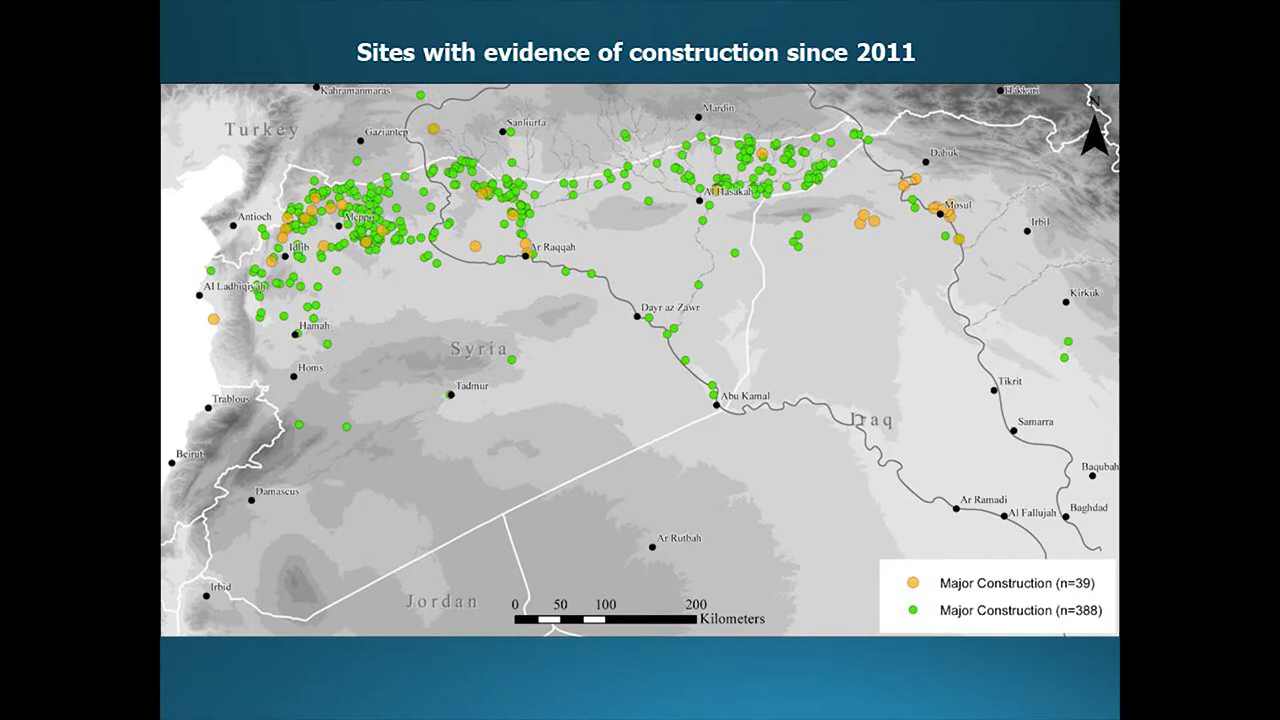 Sites with evidence of construction since 2011
Kahramanmaras
Hakkari
N
Mardin
Turkey
Gaziantep
Sanliurfa
Dahuk
Al Hasakah
Mosul
Antioch
Aleppo
Irbil
Idlib
Ar Raqqah
Al Ladhiqiyah
Kirkuk
Dayr az Zawr
Hamah
Syria
Homs
Tadmur
Tikrit
Trablous
Abu Kamal
Iraq
Samarra
Beirut
Baqubah
Damascus
Ar Ramadi
Al Fallujah
Baghdad
Ar Rutbah
Irbid
Jordan
Major Construction (n=39)
Major Construction (n=388)
0 50 100 200
Kilometers